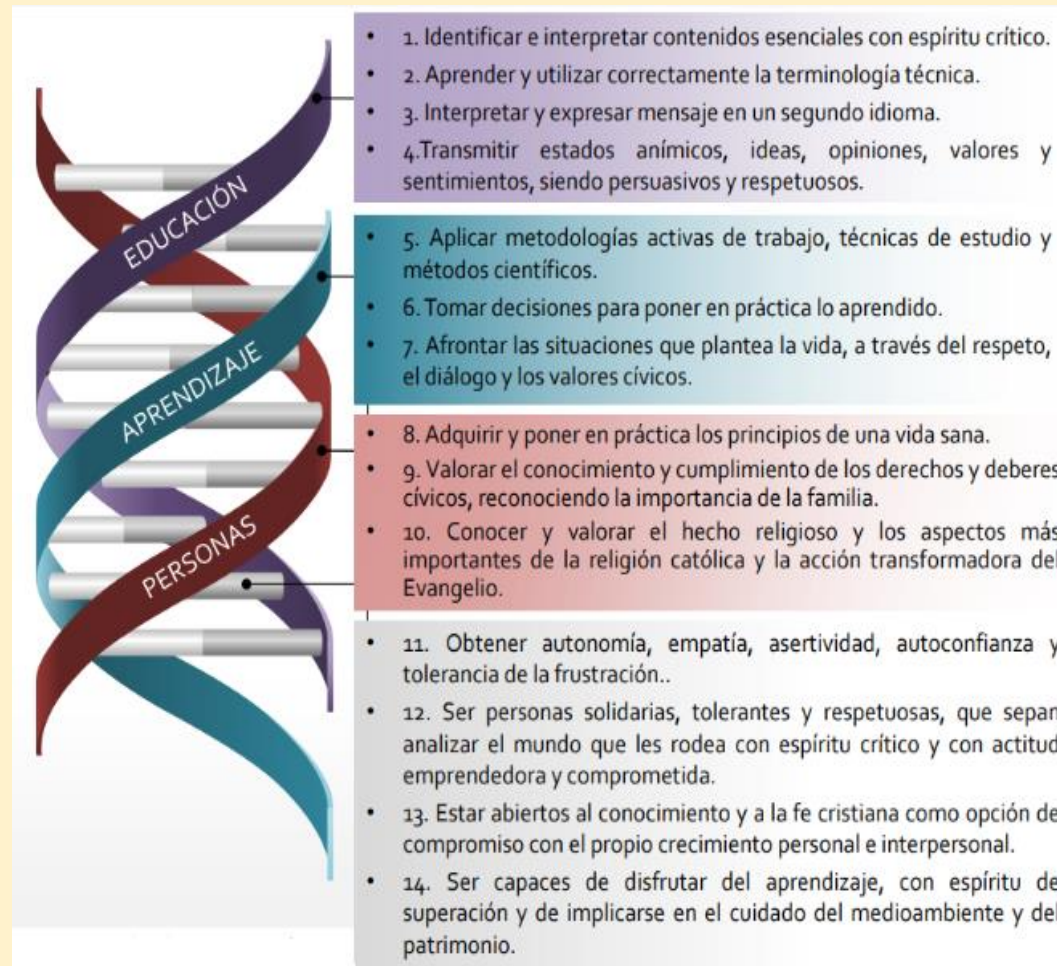 EDUCACIÓN
APRENDIZAJE
PERSONAS
• 1. Identificar e interpretar contenidos esenciales con espíritu crítico.
• 2. Aprender y utilizar correctamente la terminología técnica.
• 3. Interpretar y expresar mensaje en un segundo idioma.
• 4.Transmitir estados anímicos, ideas, opiniones, valores y
sentimientos, siendo persuasivos y respetuosos.
• 5. Aplicar metodologías activas de trabajo, técnicas de estudio y
métodos científicos.
• 6. Tomar decisiones para poner en práctica lo aprendido.
• 7. Afrontar las situaciones que plantea la vida, a través del respeto,
el diálogo y los valores cívicos.
• 8. Adquirir y poner en práctica los principios de una vida sana.
• 9. Valorar el conocimiento y cumplimiento de los derechos y deberes
cívicos, reconociendo la importancia de la familia.
• 10. Conocer y valorar el hecho religioso y los aspectos más
importantes de la religión católica y la acción transformadora del
Evangelio.
• 11. Obtener autonomía, empatía, asertividad, autoconfianza y
tolerancia de la frustración..
• 12. Ser personas solidarias, tolerantes y respetuosas, que sepan
analizar el mundo que les rodea con espíritu crítico y con actitud
emprendedora y comprometida.
• 13. Estar abiertos al conocimiento y a la fe cristiana como opción de
compromiso con el propio crecimiento personal e interpersonal.
• 14. Ser capaces de disfrutar del aprendizaje, con espíritu de
superación y de implicarse en el cuidado del medioambiente y del
patrimonio.